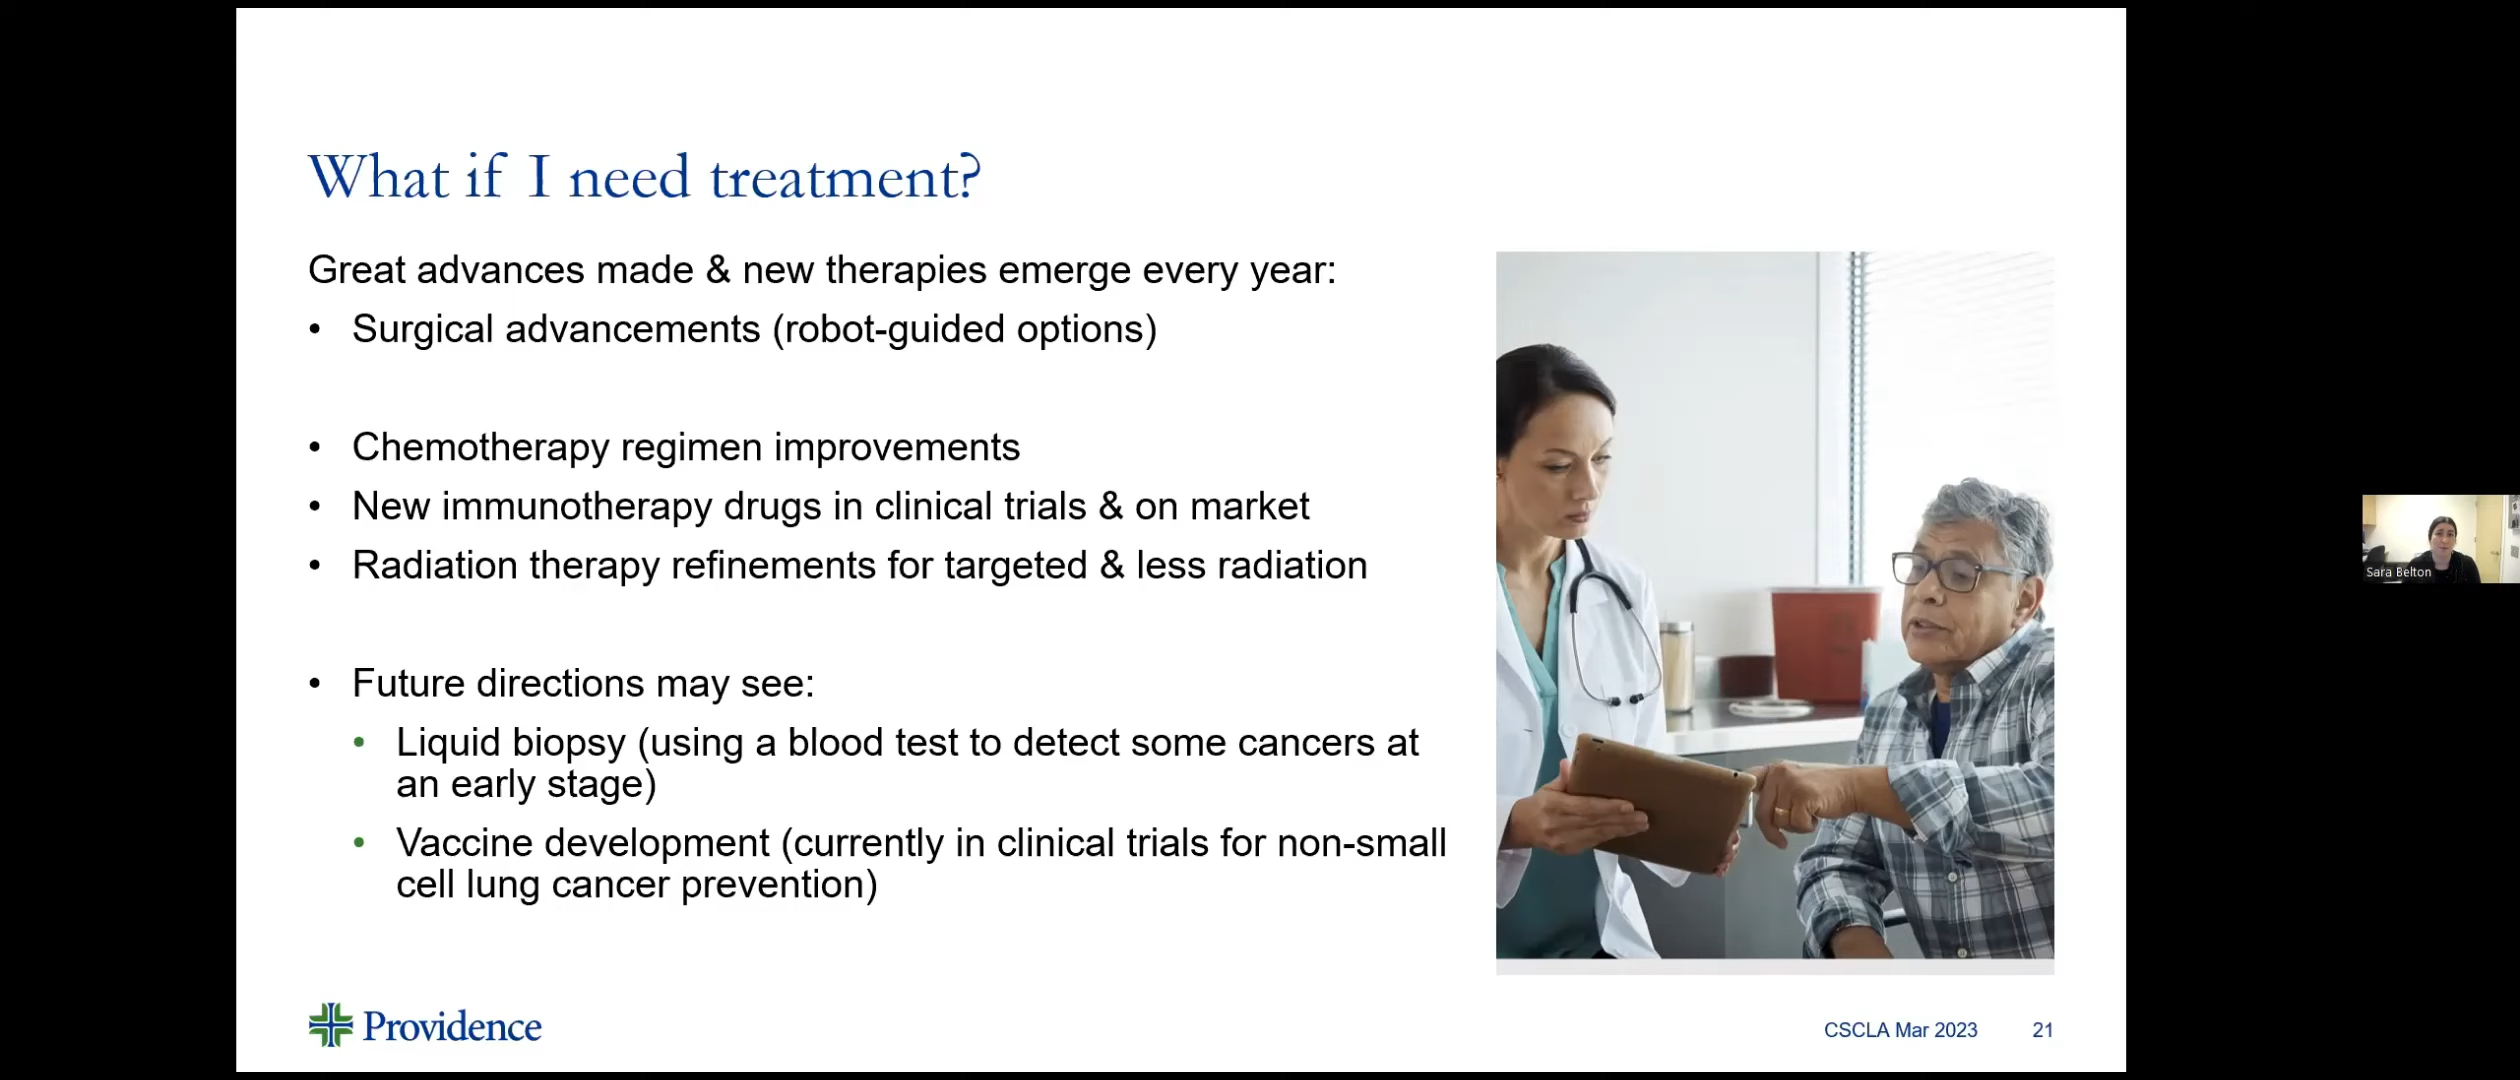 What if I need treatment?
Great advances made & new therapies emerge every year:
• Surgical advancements (robot-guided options)
• Chemotherapy regimen improvements
• New immunotherapy drugs in clinical trials & on market
• Radiation therapy refinements for targeted & less radiation
• Future directions may see:
• Liquid biopsy (using a blood test to detect some cancers at
an early stage)
• Vaccine development (currently in clinical trials for non-small
cell lung cancer prevention)
Providence
CSCLA Mar 2023 21
Sara Belton